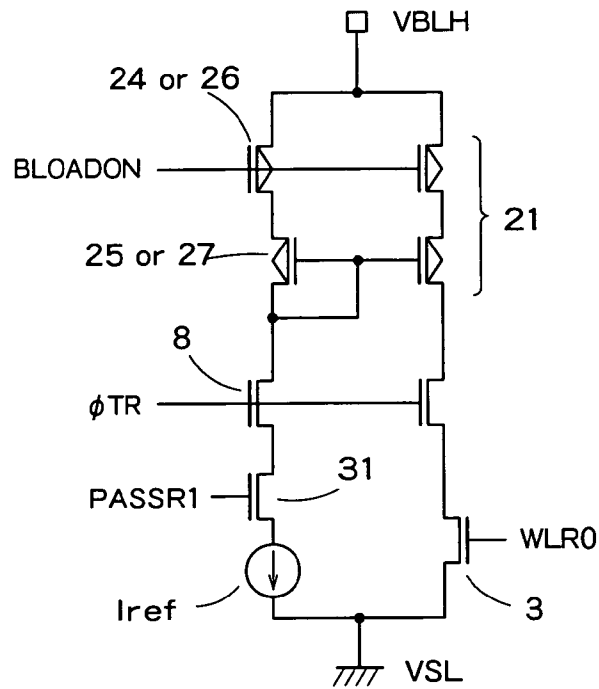 VBLH
24 or 26
BLOADON
21
25 or 27
8
φTR
31
PASSR1
WLR0
Iref
3
VSL